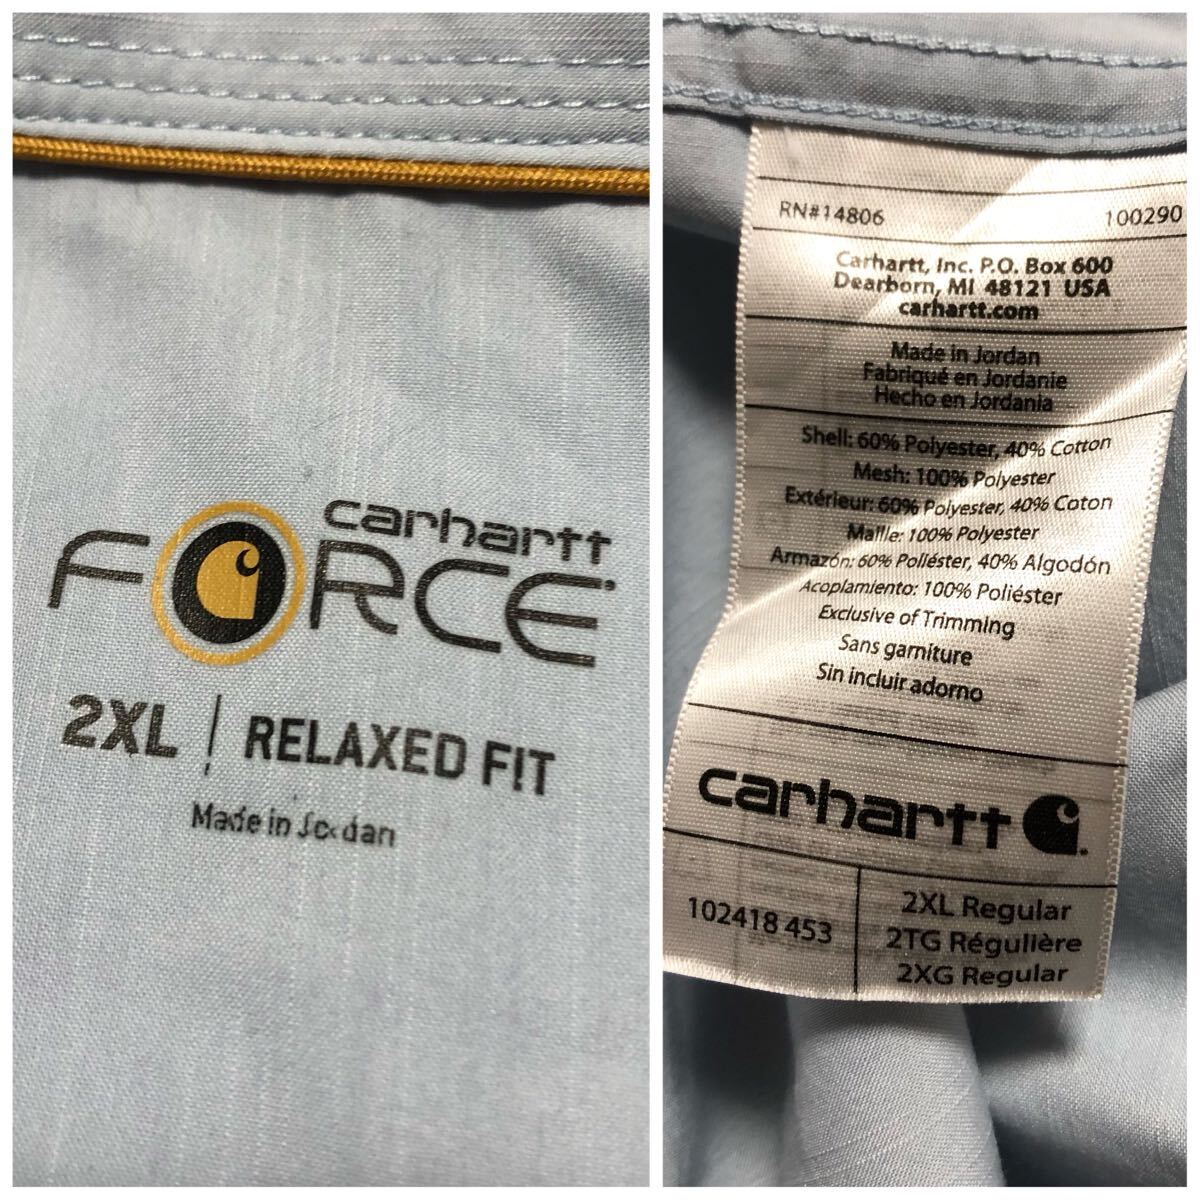 carhartt
FORCE
2XL | RELAXED FIT
Made in Jordan
RN#14806 100290
Carhartt, Inc. P.O. Box 600
Dearborn, MI 48121 USA
carhartt.com
Made in Jordan
Fabriqué en Jordanie
Hecho en Jordania
Shell: 60% Polyester, 40% Cotton
Mesh: 100% Polyester
Extérieur: 60% Polyester, 40% Coton
Maille: 100% Polyester
Armazón: 60% Poliéster, 40% Algodón
Acoplamiento: 100% Poliéster
Exclusive of Trimming
Sans garniture
Sin incluir adorno
carhartt
102418 453
2XL Regular
2TG Régulière
2XG Regular